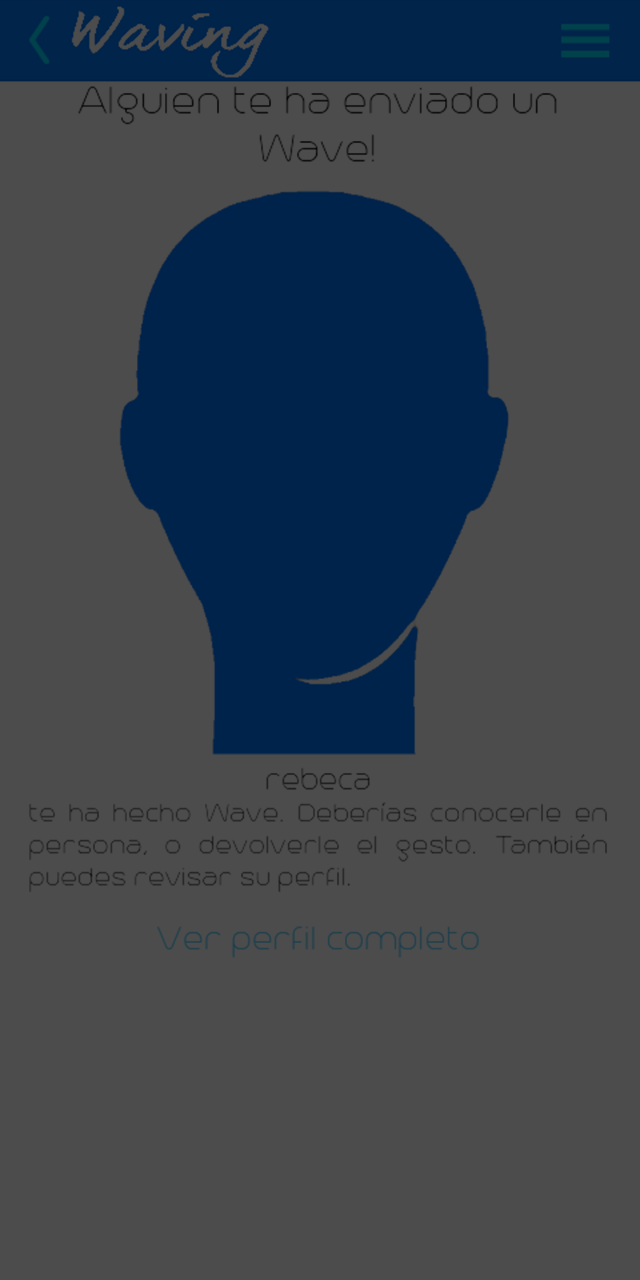 Waving
Alguien te ha enviado un
Wave!
rebeca
te ha hecho Wave. Deberías conocerle en
persona, o devolverle el gesto. También
puedes revisar su perfil.
Ver perfil completo